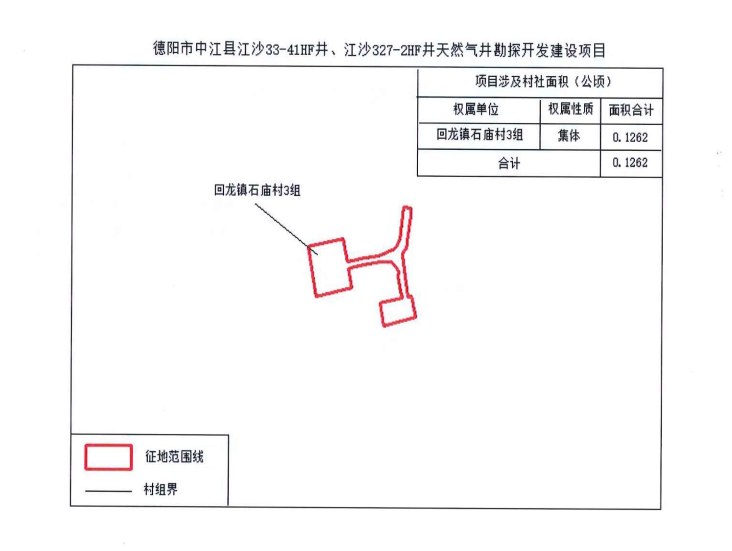 德阳市中江县江沙33-41HF井、江沙327-2HF井天然气井勘探开发建设项目
项目涉及村社面积（公顷）
权属单位 权属性质 面积合计
回龙镇石庙村3组 集体 0.1262
合计 0.1262
回龙镇石庙村3组
征地范围线
村组界